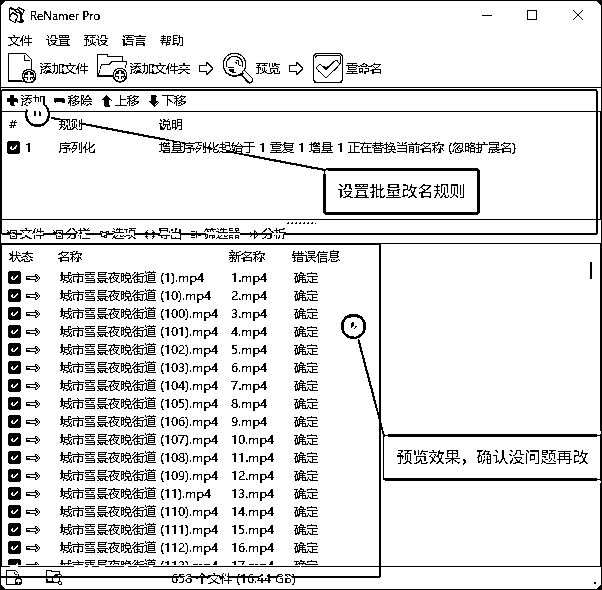 ReNamer Pro
文件 设置 预设 语言 帮助
添加文件 添加文件夹 预览 重命名
添加 移除 上移 下移
# 规则 说明
1 序列化 增量序列化起始于 1 重复 1 增量 1 正在替换当前名称 (忽略扩展名)
设置批量改名规则
文件 分栏 选项 导出 筛选器 分析
状态 名称 新名称 错误信息
城市雪景夜晚街道 (1).mp4 1.mp4 确定
城市雪景夜晚街道 (10).mp4 2.mp4 确定
城市雪景夜晚街道 (100).mp4 3.mp4 确定
城市雪景夜晚街道 (101).mp4 4.mp4 确定
城市雪景夜晚街道 (102).mp4 5.mp4 确定
城市雪景夜晚街道 (103).mp4 6.mp4 确定
城市雪景夜晚街道 (104).mp4 7.mp4 确定
城市雪景夜晚街道 (105).mp4 8.mp4 确定
城市雪景夜晚街道 (106).mp4 9.mp4 确定
城市雪景夜晚街道 (107).mp4 10.mp4 确定
城市雪景夜晚街道 (108).mp4 11.mp4 确定
城市雪景夜晚街道 (109).mp4 12.mp4 确定
城市雪景夜晚街道 (11).mp4 13.mp4 确定
城市雪景夜晚街道 (110).mp4 14.mp4 确定
城市雪景夜晚街道 (111).mp4 15.mp4 确定
城市雪景夜晚街道 (112).mp4 16.mp4 确定
城市雪景夜晚街道 (113).mp4 17.mp4 确定
预览效果，确认没问题再改
653 个文件 (16.44 GB)